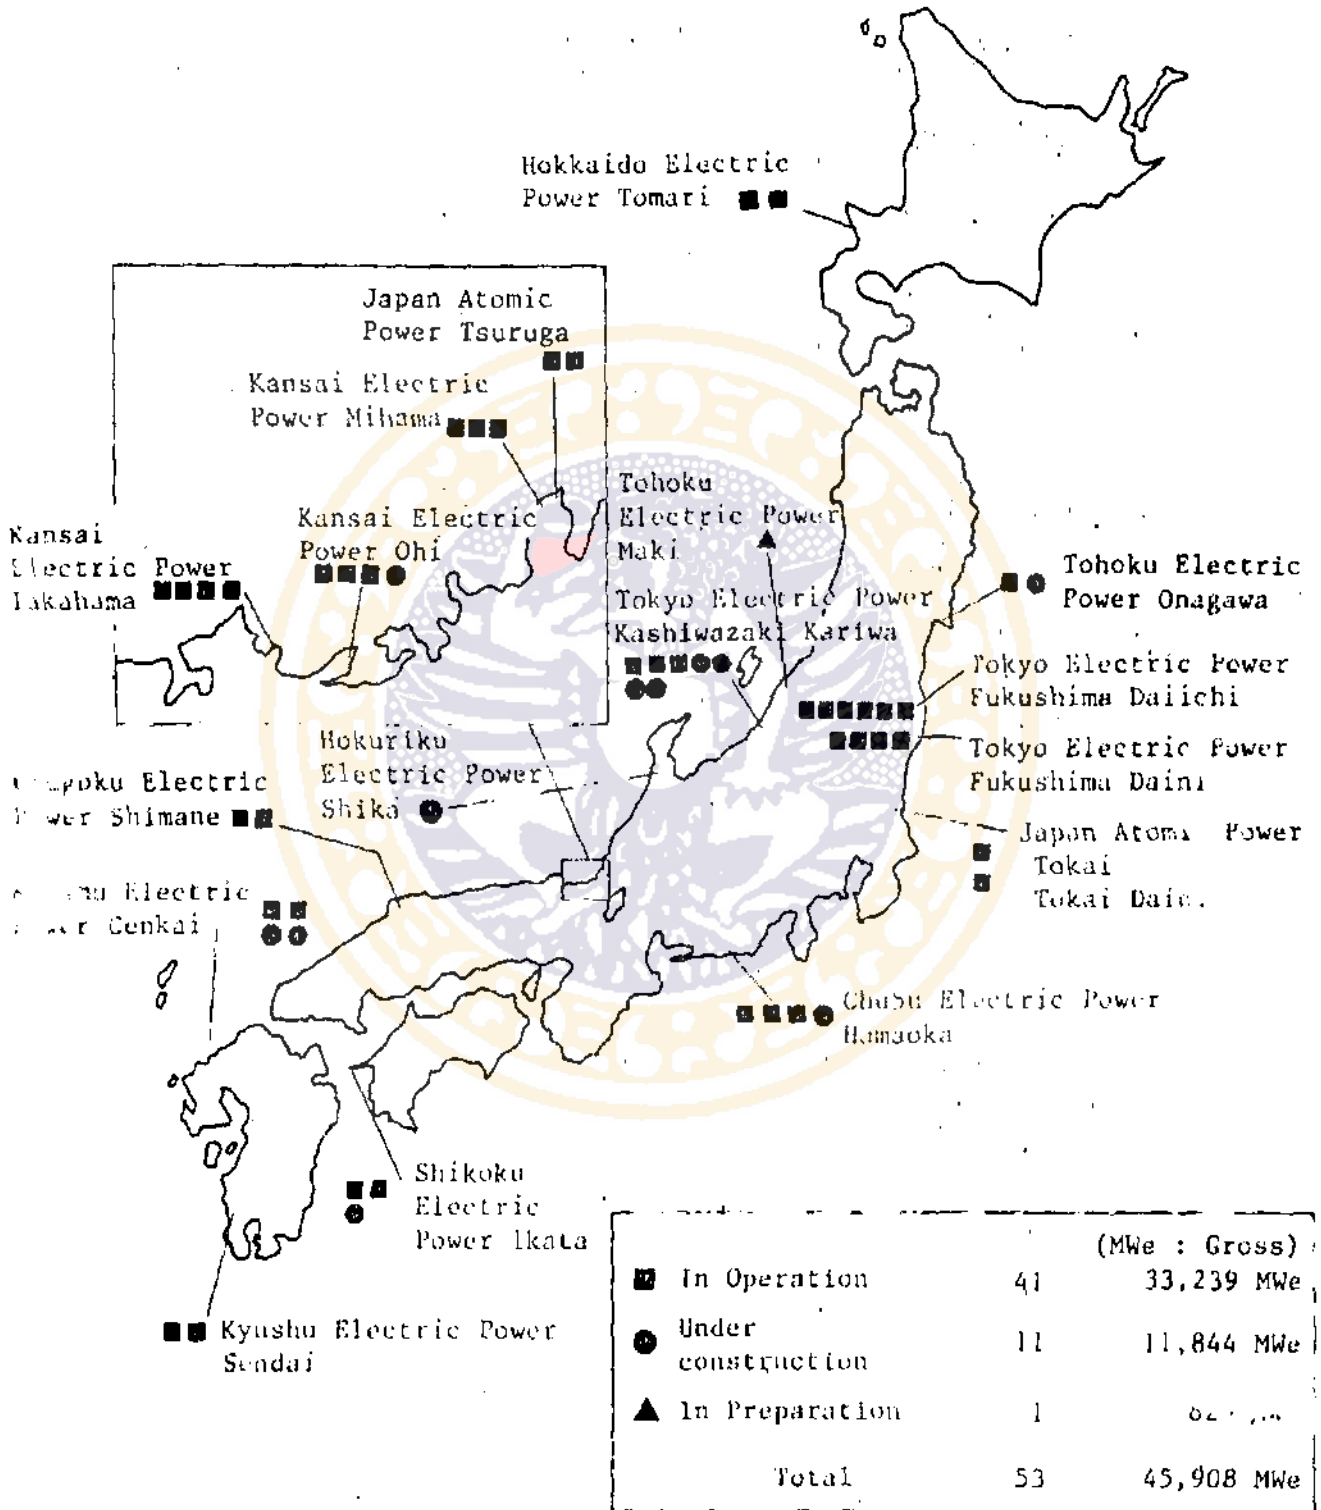 Hokkaido Electric
Power Tomari
Japan Atomic
Power Tsuruga
Kansai Electric
Power Mihama
Kansai Electric
Power Ohi
Kansai
Electric Power
Takahama
Tohoku
Electric Power
Maki
Tokyo Electric Power
Kashiwazaki Kariwa
Tohoku Electric
Power Onagawa
Tokyo Electric Power
Fukushima Daiichi
Tokyo Electric Power
Fukushima Daini
Hokuriku
Electric Power
Shika
Electric
Shimane
Japan Power
Tokai
Tokai
Electric
Genkai
Chubu Electric Power
Hamaoka
Shikoku
Electric
Power Ikata
Kyushu Electric Power
Sendai
(MWe : Gross)
In Operation 41 33,239 MWe
Under
construction 11 11,844 MWe
In Preparation 1
Total 53 45,908 MWe